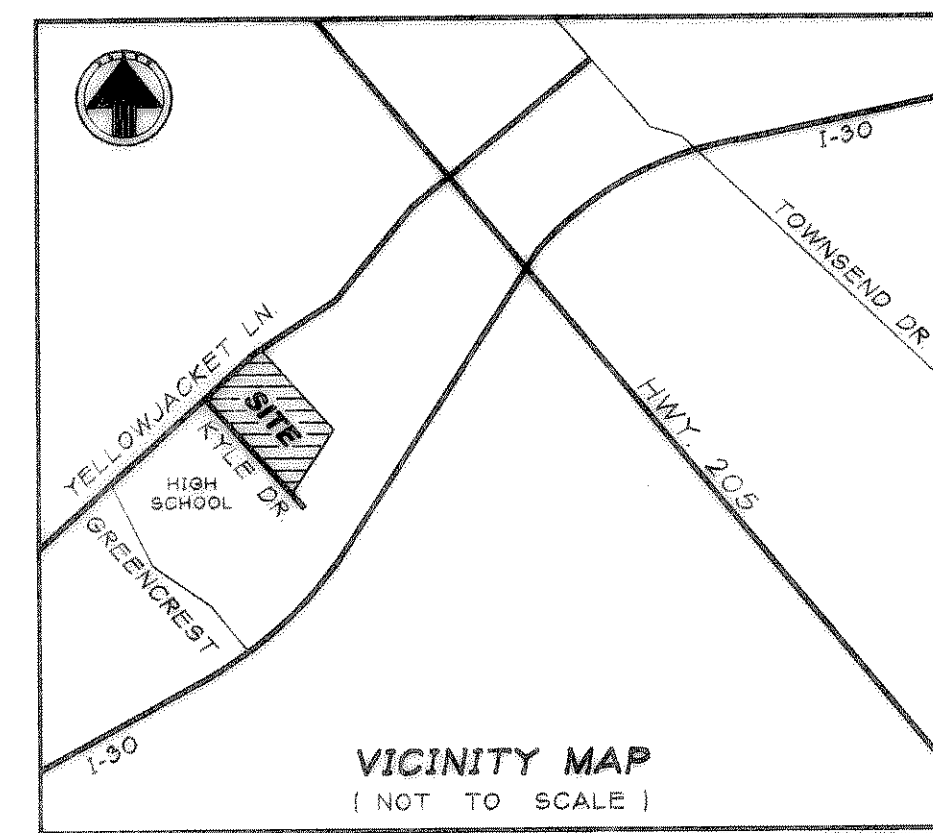 I-30
TOWNSEND DR.
YELLOWJACKET LN.
SITE
KYLE DR.
HWY. 205
HIGH
SCHOOL
GREENCREST
I-30
VICINITY MAP
( NOT TO SCALE )